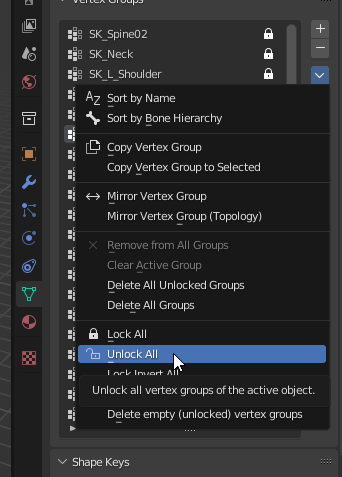 Vertex Groups
SK_Spine02
SK_Neck
SK_L_Shoulder
Sort by Name
Sort by Bone Hierarchy
Copy Vertex Group
Copy Vertex Group to Selected
Mirror Vertex Group
Mirror Vertex Group (Topology)
Remove from All Groups
Clear Active Group
Delete All Unlocked Groups
Delete All Groups
Lock All
Unlock All
Lock Invert All
Unlock all vertex groups of the active object.
Delete empty (unlocked) vertex groups
Shape Keys